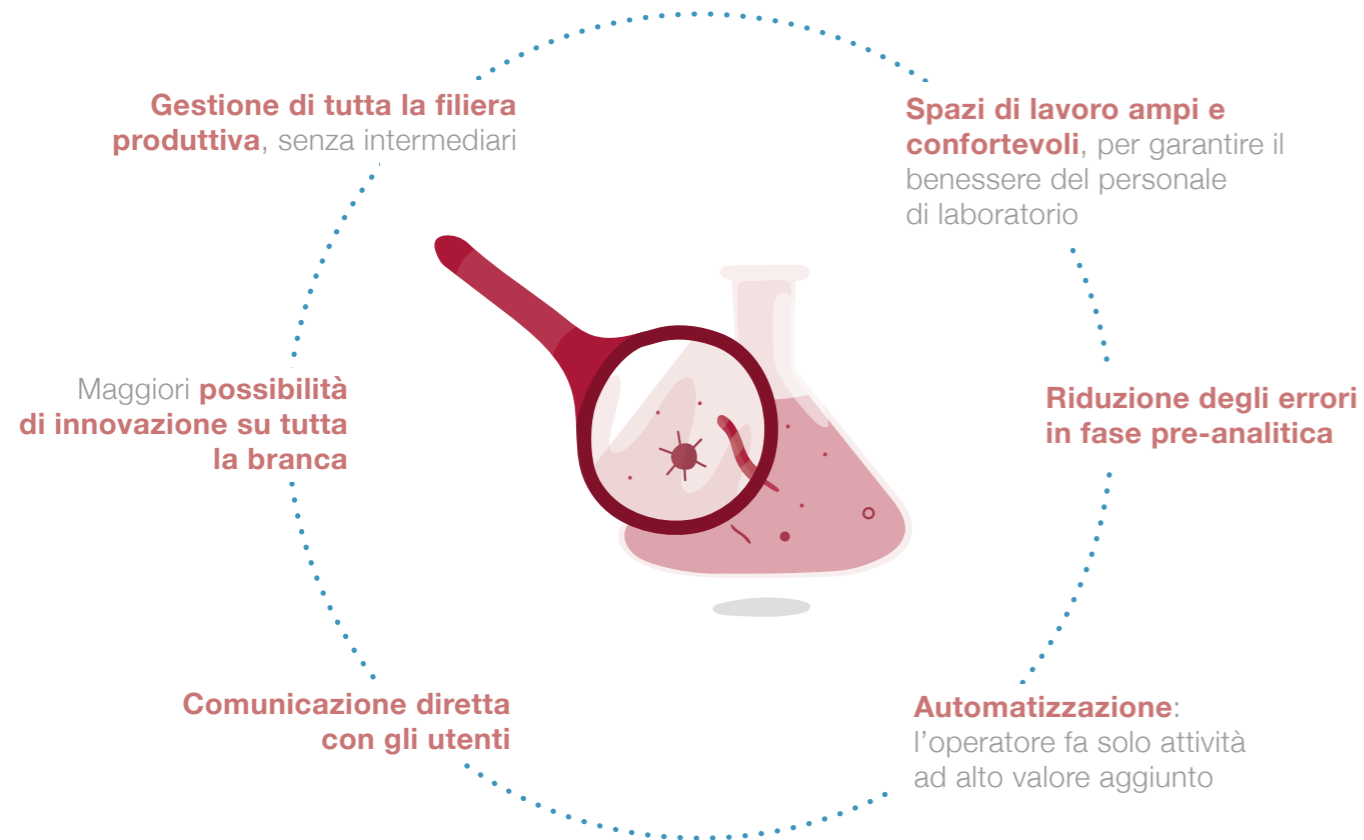 Gestione di tutta la filiera
produttiva, senza intermediari
Spazi di lavoro ampi e
confortevoli, per garantire il
benessere del personale
di laboratorio
Maggiori possibilità
di innovazione su tutta
la branca
Riduzione degli errori
in fase pre-analitica
Comunicazione diretta
con gli utenti
Automatizzazione:
l’operatore fa solo attività
ad alto valore aggiunto